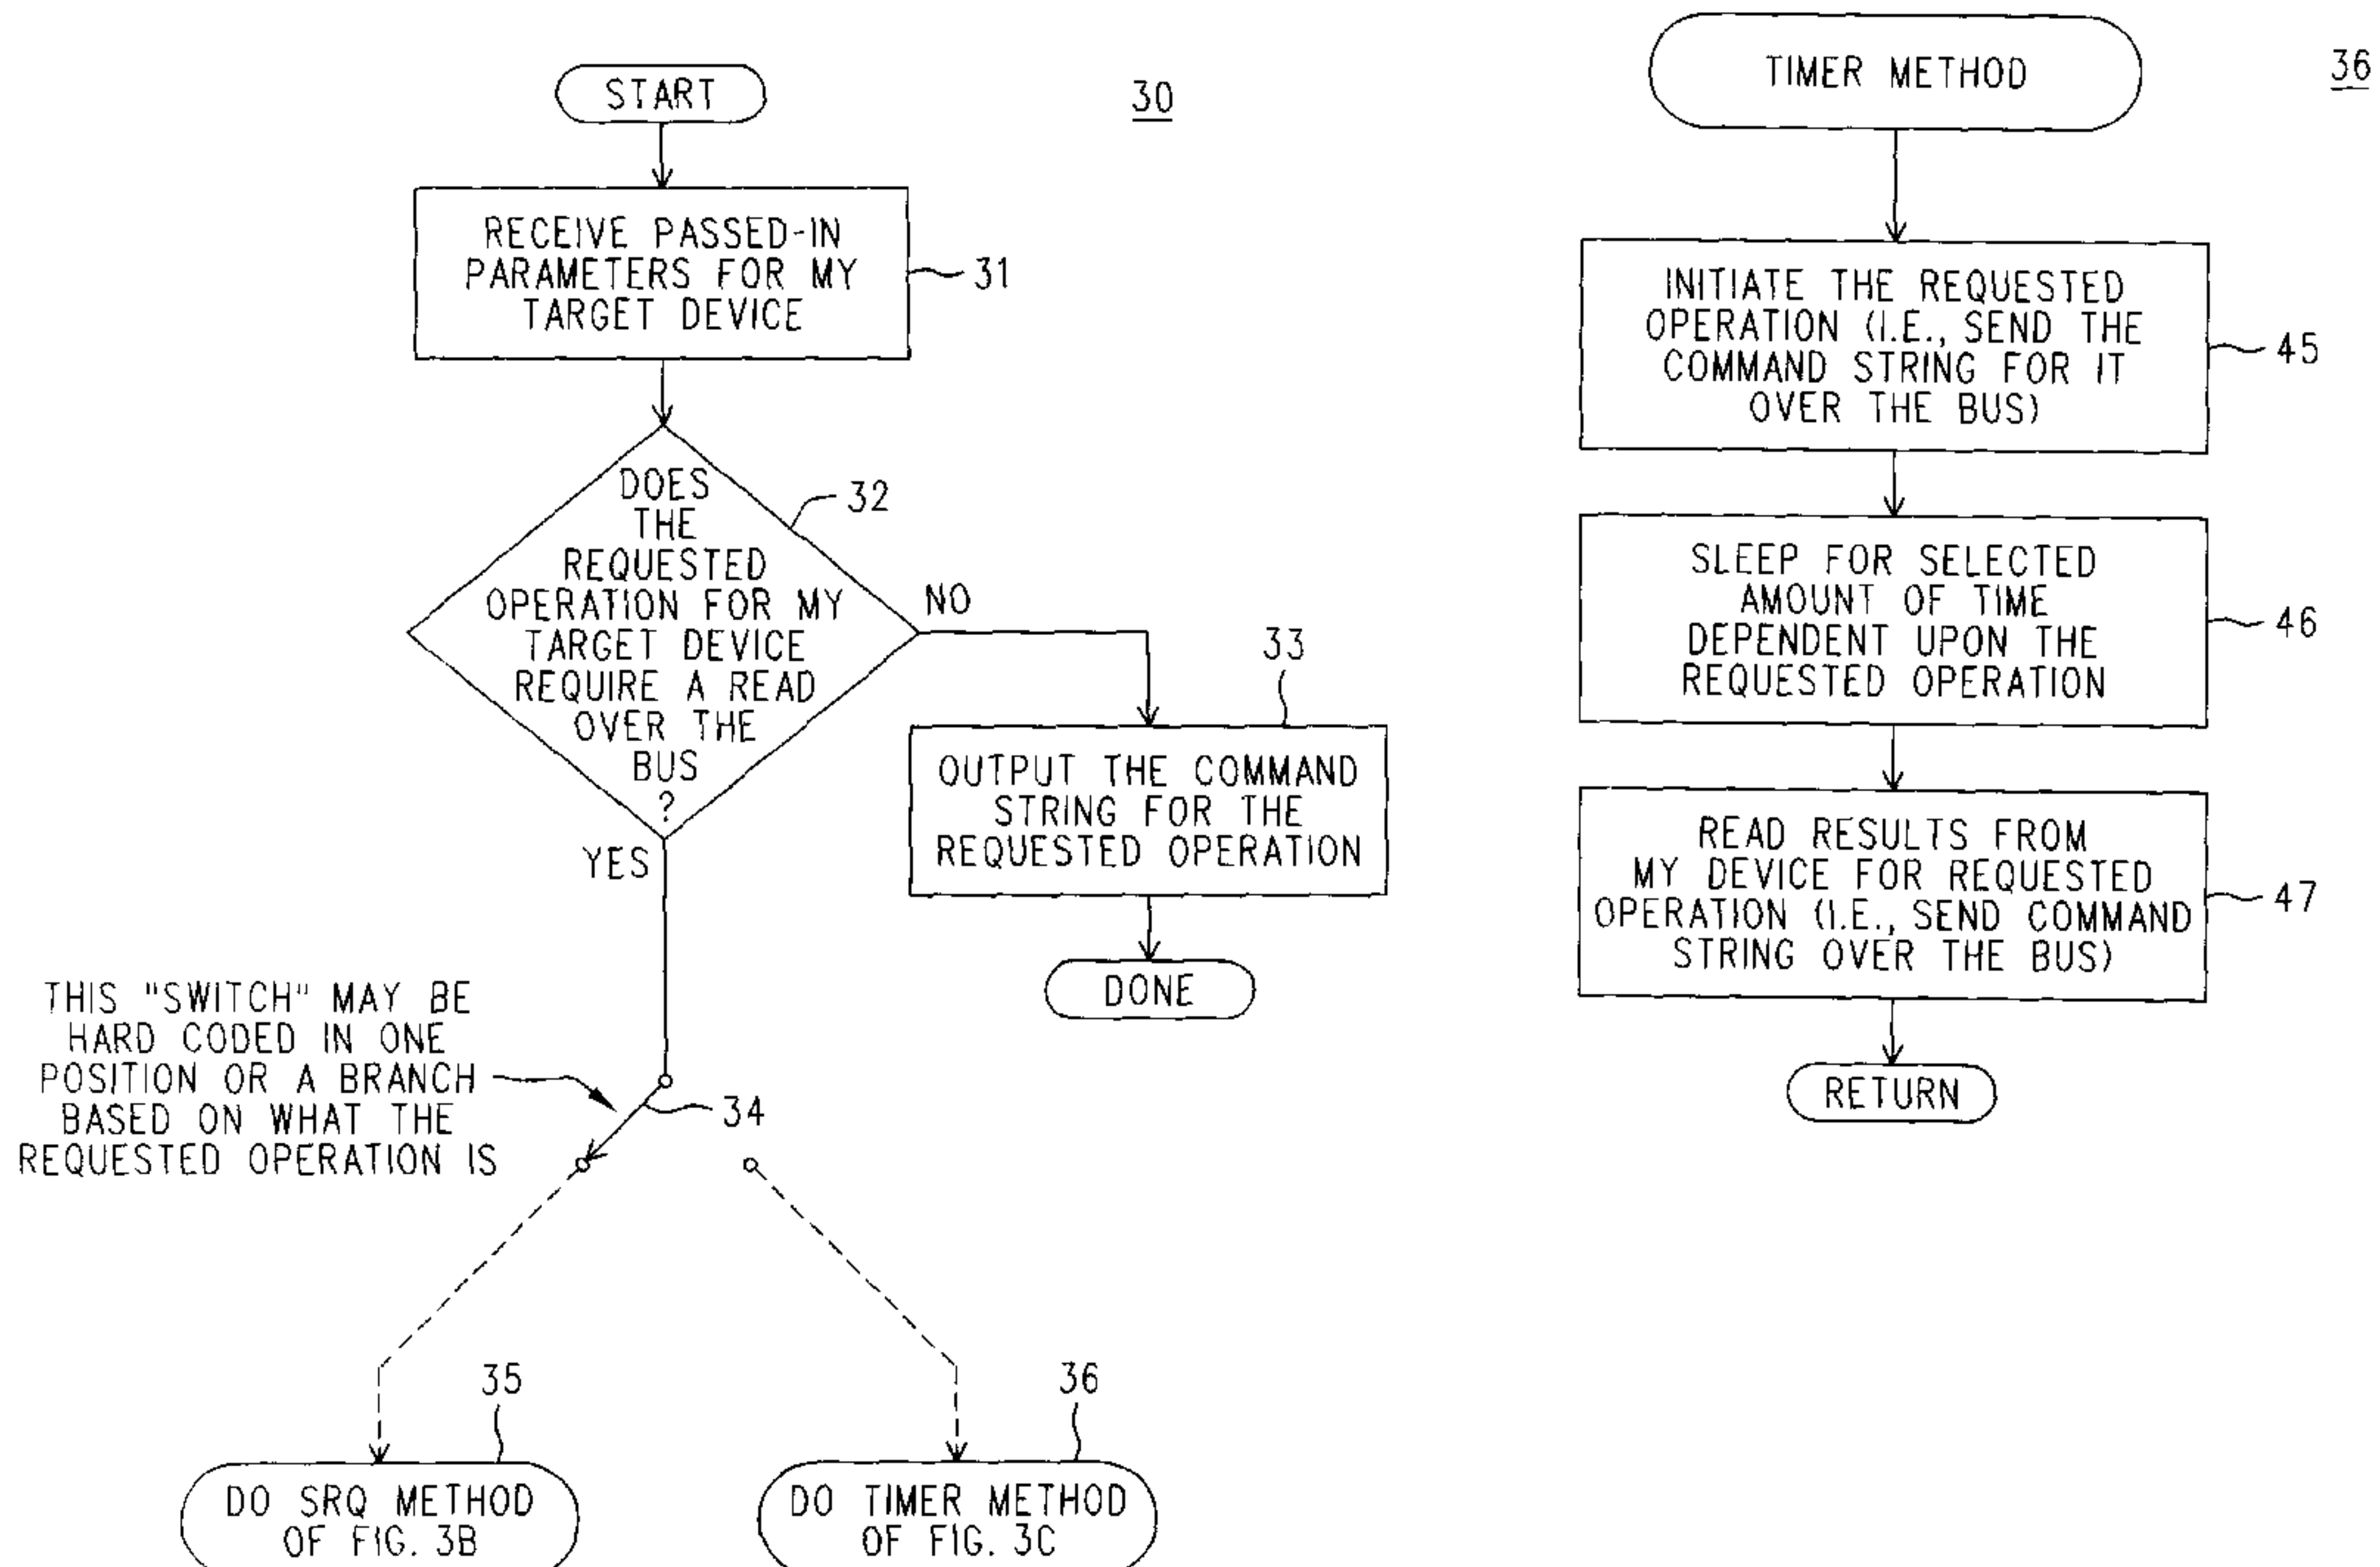 START
30
RECEIVE PASSED-IN
PARAMETERS FOR MY
TARGET DEVICE
31
DOES
THE
REQUESTED
OPERATION FOR MY
TARGET DEVICE
REQUIRE A READ
OVER THE
BUS
?
32
NO
YES
33
OUTPUT THE COMMAND
STRING FOR THE
REQUESTED OPERATION
DONE
THIS "SWITCH" MAY BE
HARD CODED IN ONE
POSITION OR A BRANCH
BASED ON WHAT THE
REQUESTED OPERATION IS
34
35
DO SRQ METHOD
OF FIG. 3B
36
DO TIMER METHOD
OF FIG. 3C
TIMER METHOD
36
INITIATE THE REQUESTED
OPERATION (I.E., SEND THE
COMMAND STRING FOR IT
OVER THE BUS)
45
SLEEP FOR SELECTED
AMOUNT OF TIME
DEPENDENT UPON THE
REQUESTED OPERATION
46
READ RESULTS FROM
MY DEVICE FOR REQUESTED
OPERATION (I.E., SEND COMMAND
STRING OVER THE BUS)
47
RETURN